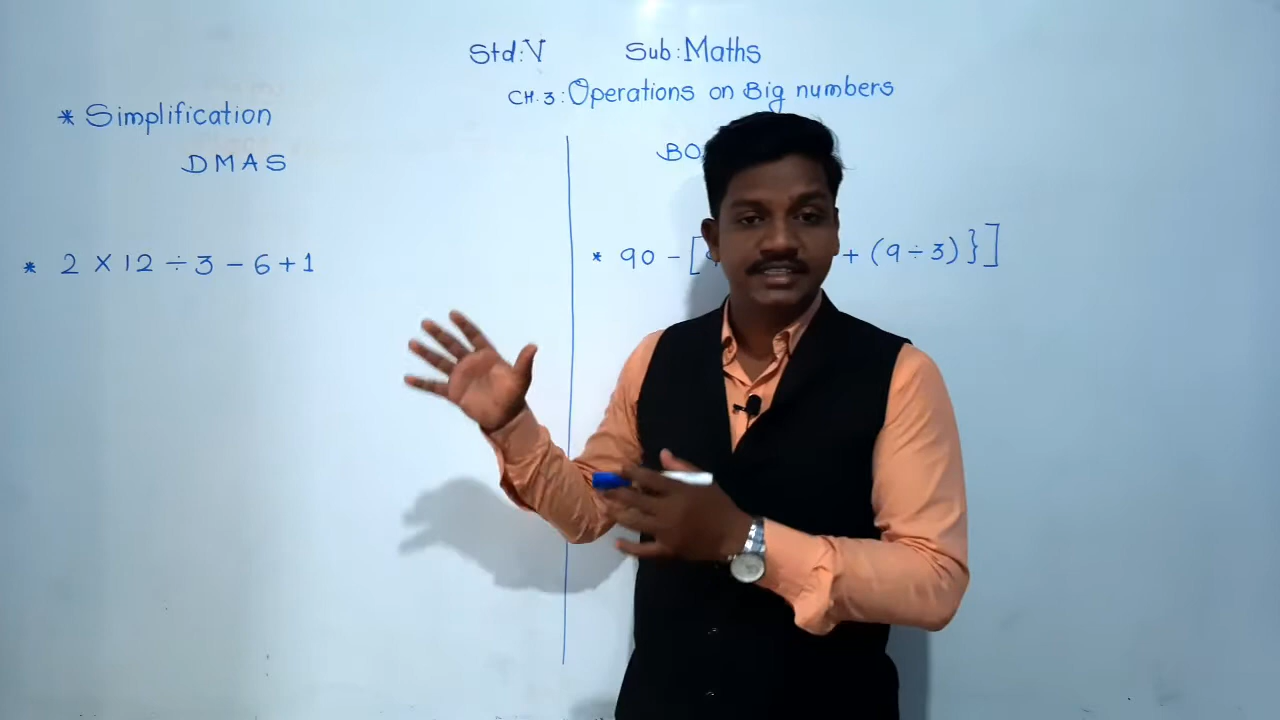 Std:V Sub:Maths
CH.3:Operations on Big numbers
* Simplification
DMAS
* 2 × 12 ÷ 3 – 6 + 1
BO
* 90 – [ + (9 ÷ 3) } ]